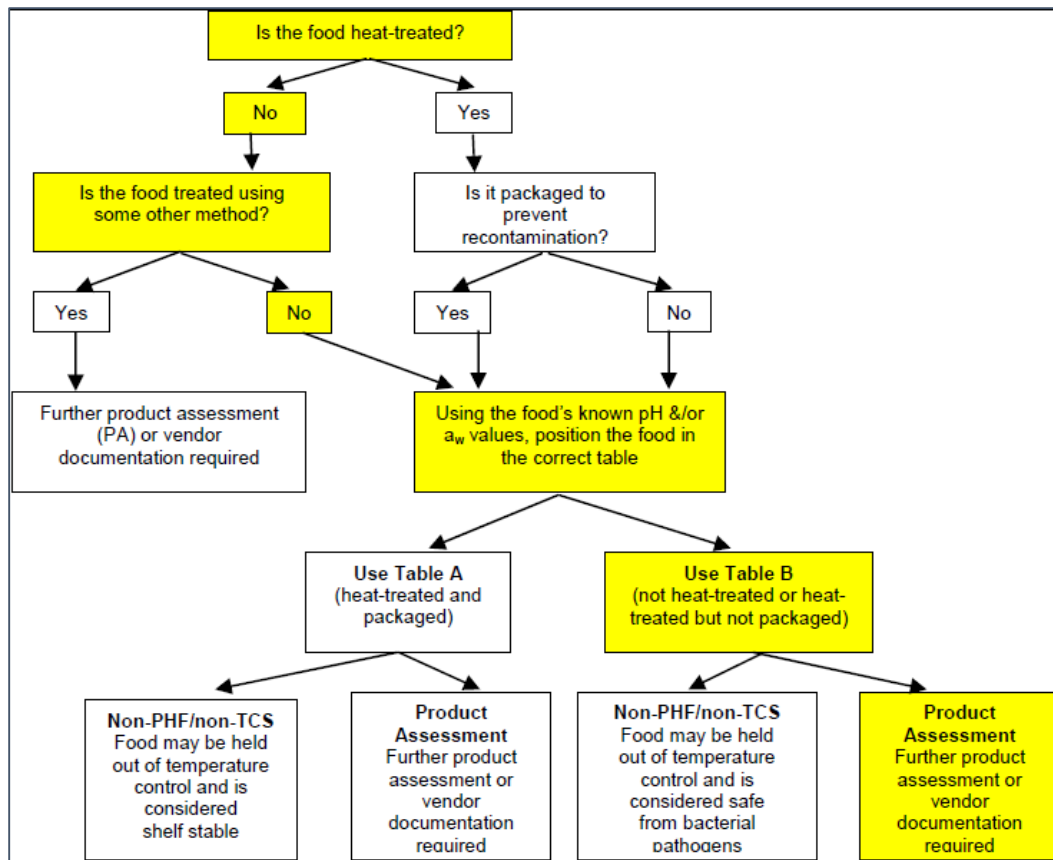 Is the food heat-treated?
No
Yes
Is the food treated using
some other method?
Is it packaged to
prevent
recontamination?
Yes
No
Yes
No
Further product assessment
(PA) or vendor
documentation required
Using the food's known pH &/or
aw values, position the food in
the correct table
Use Table A
(heat-treated and
packaged)
Use Table B
(not heat-treated or heat-
treated but not packaged)
Non-PHF/non-TCS
Food may be held
out of temperature
control and is
considered
shelf stable
Product
Assessment
Further product
assessment or
vendor
documentation
required
Non-PHF/non-TCS
Food may be held
out of temperature
control and is
considered safe
from bacterial
pathogens
Product
Assessment
Further product
assessment or
vendor
documentation
required